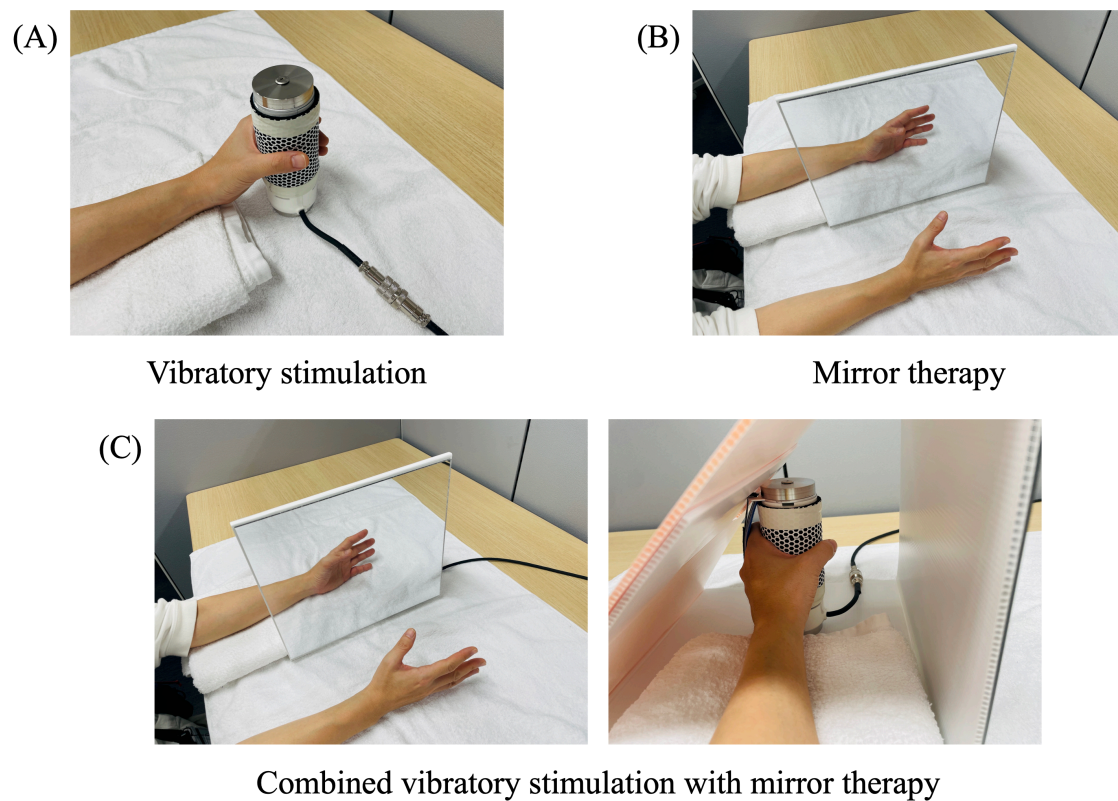 (A)
(B)
Vibratory stimulation
Mirror therapy
(C)
Combined vibratory stimulation with mirror therapy